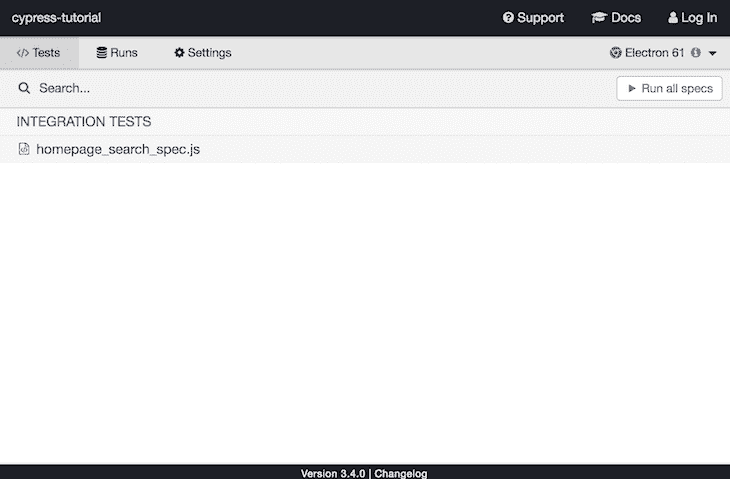 cypress-tutorial Support Docs Log In
Tests Runs Settings Electron 61
Search... Run all specs
INTEGRATION TESTS
homepage_search_spec.js
Version 3.4.0 | Changelog